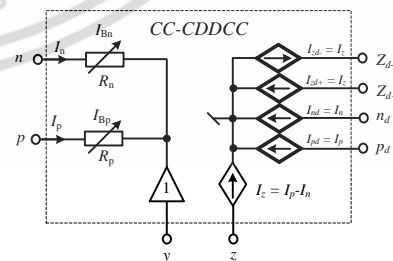 CC-CDDCC
n
I_n
I_Bn
R_n
p
I_p
I_Bp
R_p
1
y
z
I_z = I_p-I_n
I_zd- = I_z
Z_d-
I_zd+ = I_z
Z_d+
I_nd = I_n
n_d
I_pd = I_p
p_d